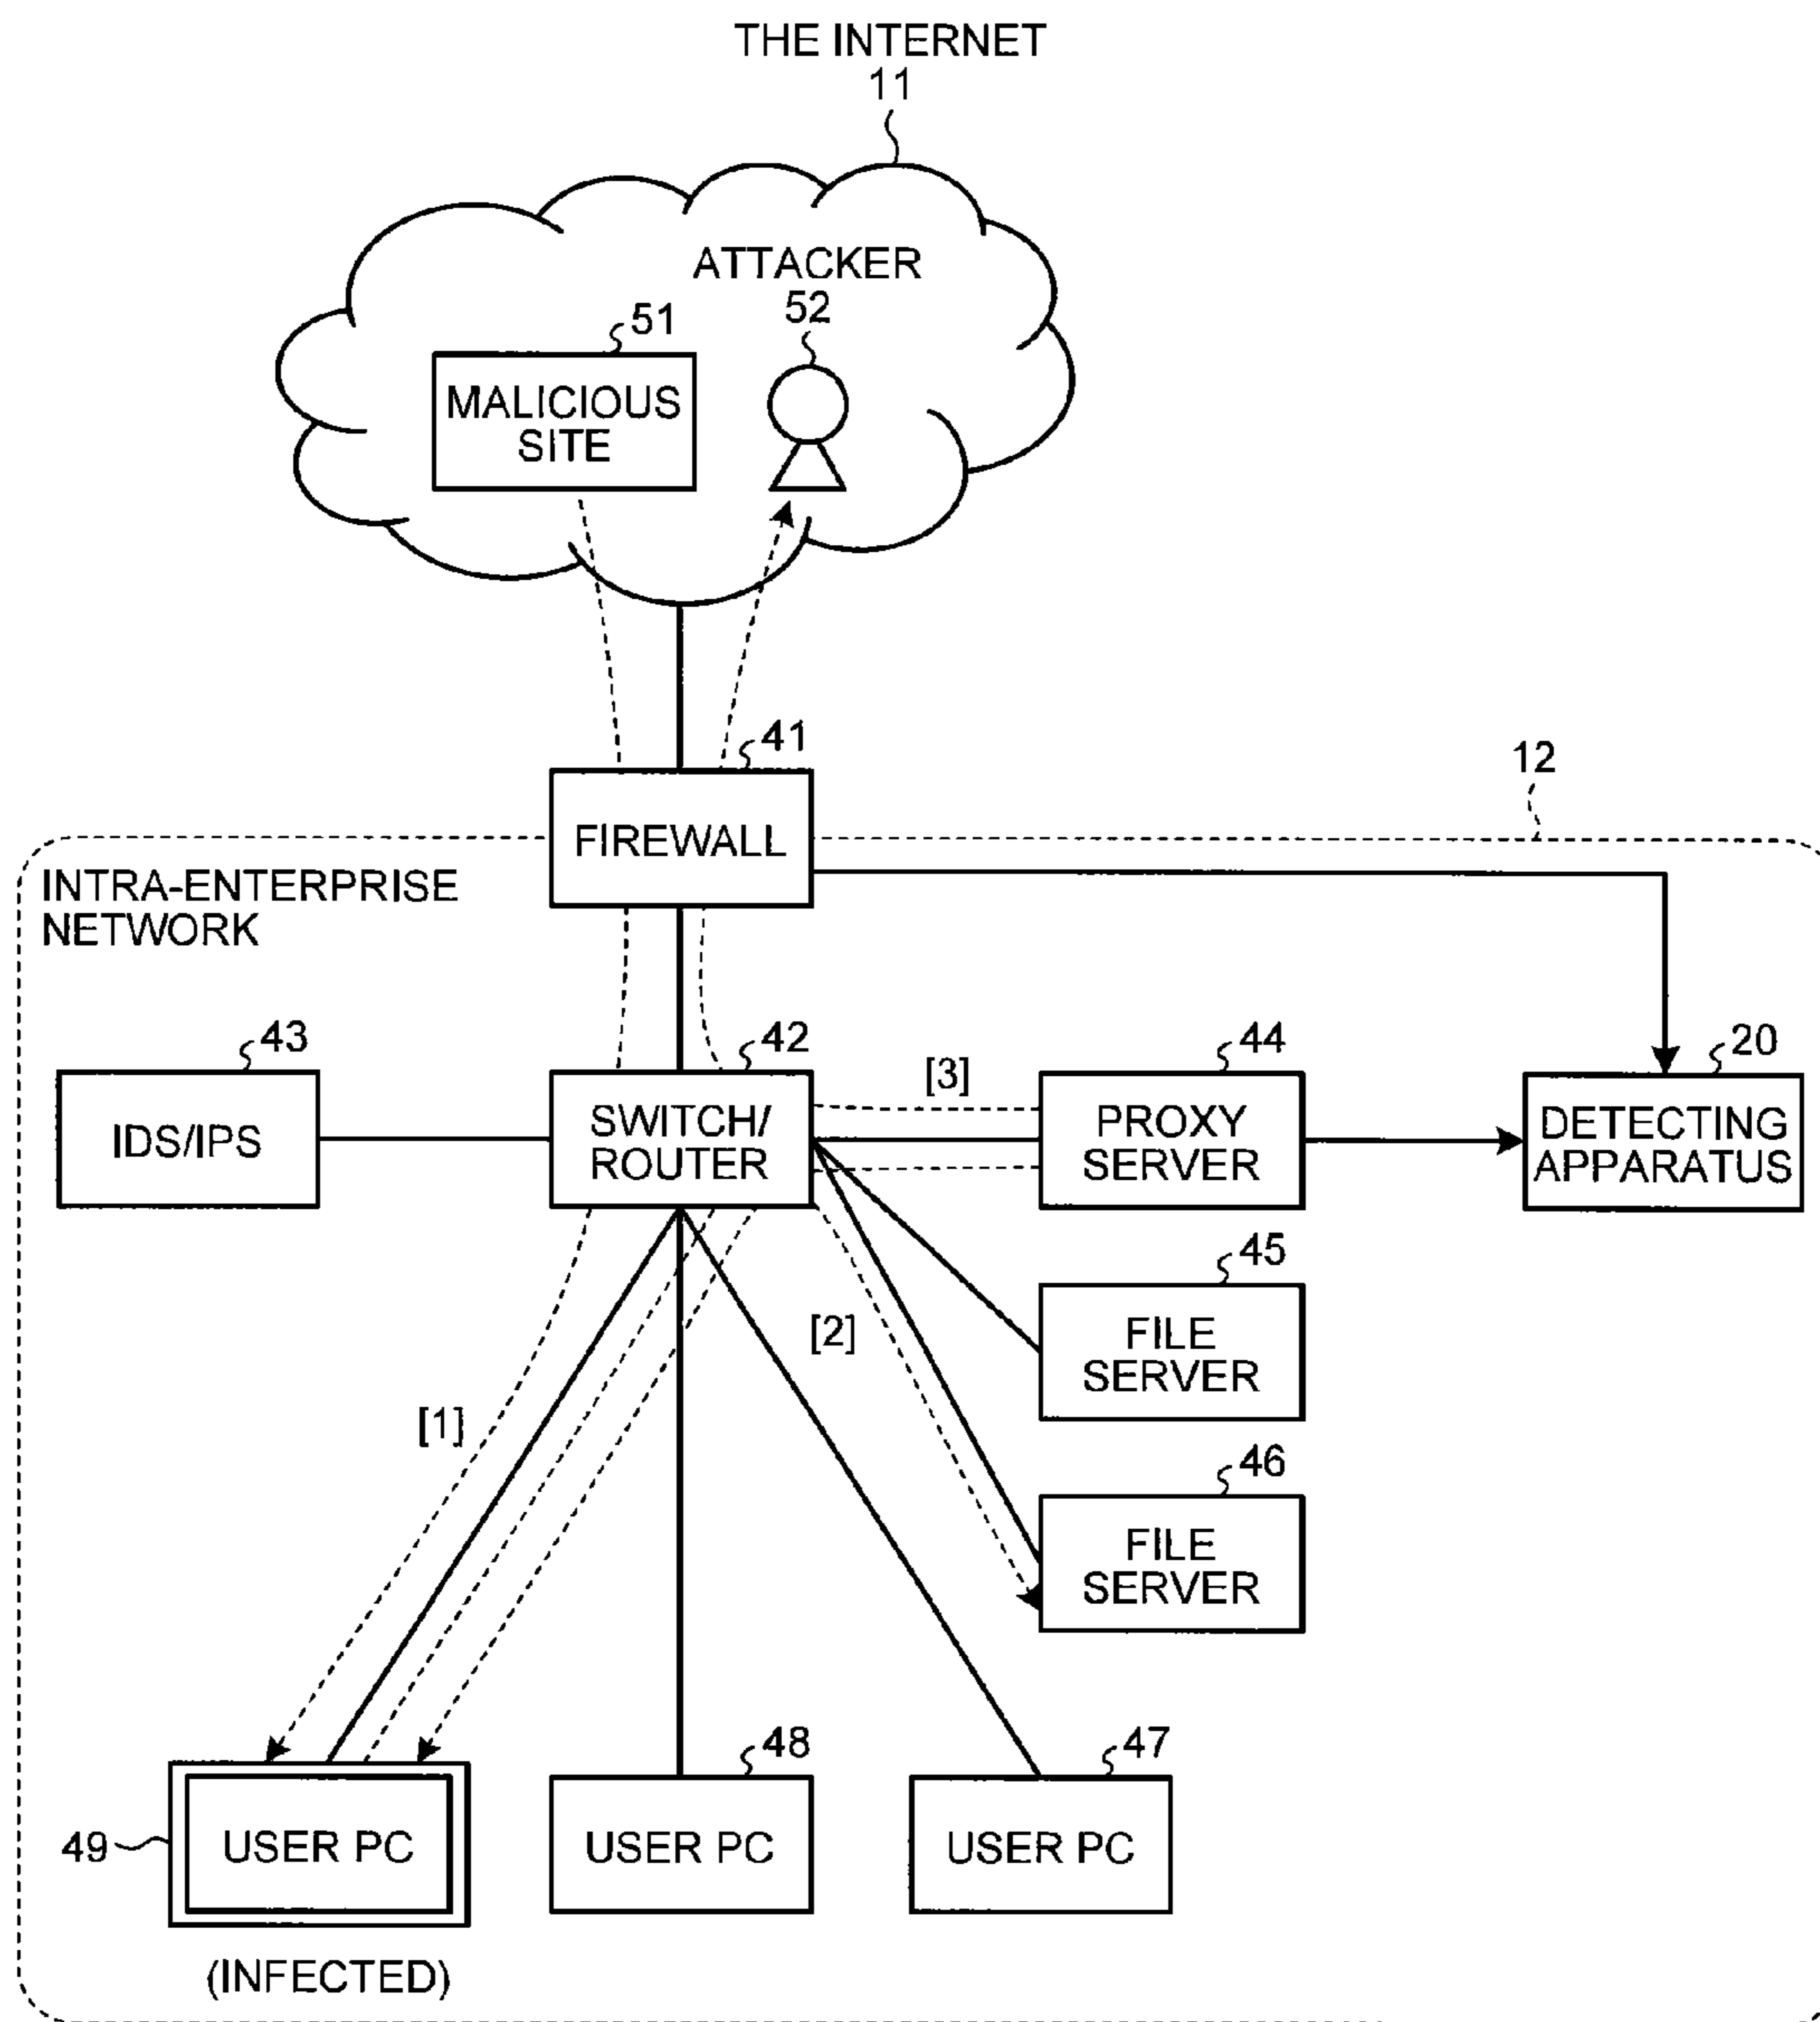 THE INTERNET
11
ATTACKER
52
51
MALICIOUS
SITE
41
12
FIREWALL
INTRA-ENTERPRISE
NETWORK
43
42
44
20
[3]
IDS/IPS
SWITCH/
ROUTER
PROXY
SERVER
DETECTING
APPARATUS
45
[2]
FILE
SERVER
[1]
46
FILE
SERVER
48
47
49
USER PC
USER PC
USER PC
(INFECTED)